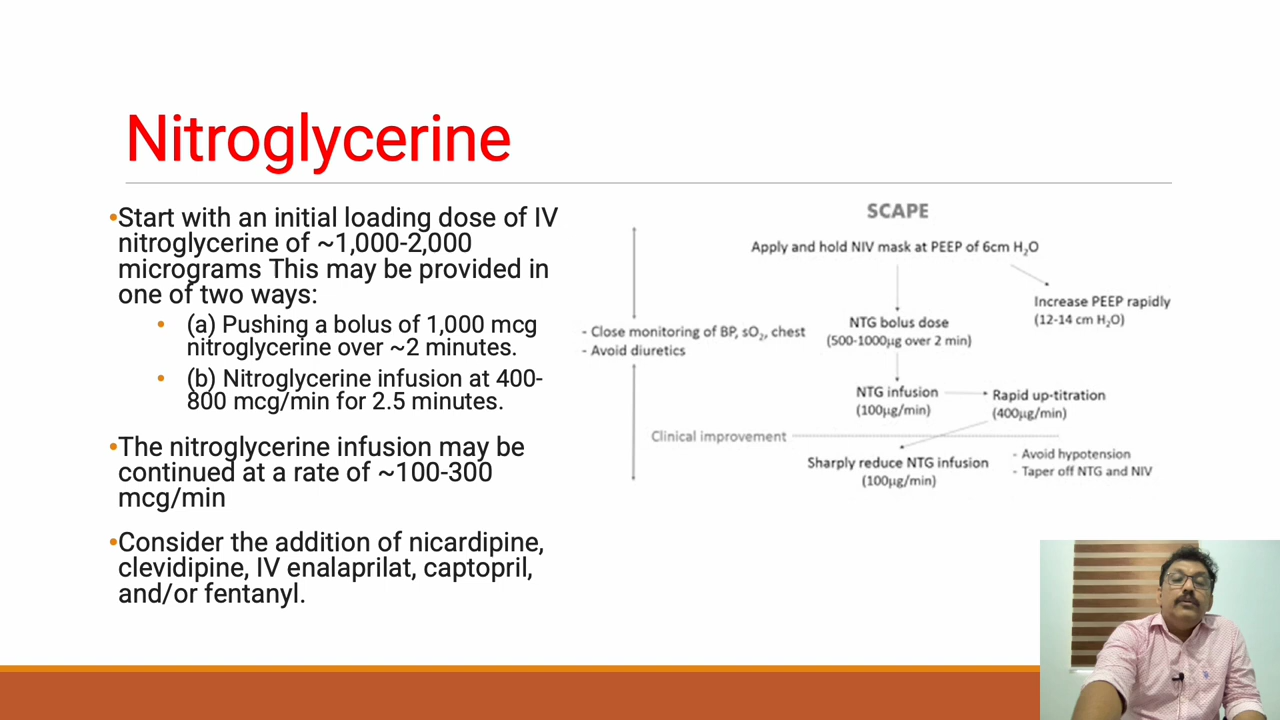 Nitroglycerine
•Start with an initial loading dose of IV
nitroglycerine of ~1,000-2,000
micrograms This may be provided in
one of two ways:
• (a) Pushing a bolus of 1,000 mcg
nitroglycerine over ~2 minutes.
• (b) Nitroglycerine infusion at 400-
800 mcg/min for 2.5 minutes.
•The nitroglycerine infusion may be
continued at a rate of ~100-300
mcg/min
•Consider the addition of nicardipine,
clevidipine, IV enalaprilat, captopril,
and/or fentanyl.
SCAPE
Apply and hold NIV mask at PEEP of 6cm H₂O
Increase PEEP rapidly
(12-14 cm H₂O)
- Close monitoring of BP, sO₂, chest
- Avoid diuretics
NTG bolus dose
(500-1000µg over 2 min)
NTG infusion
(100µg/min)
Rapid up-titration
(400µg/min)
Clinical improvement
Sharply reduce NTG infusion
(100µg/min)
- Avoid hypotension
- Taper off NTG and NIV